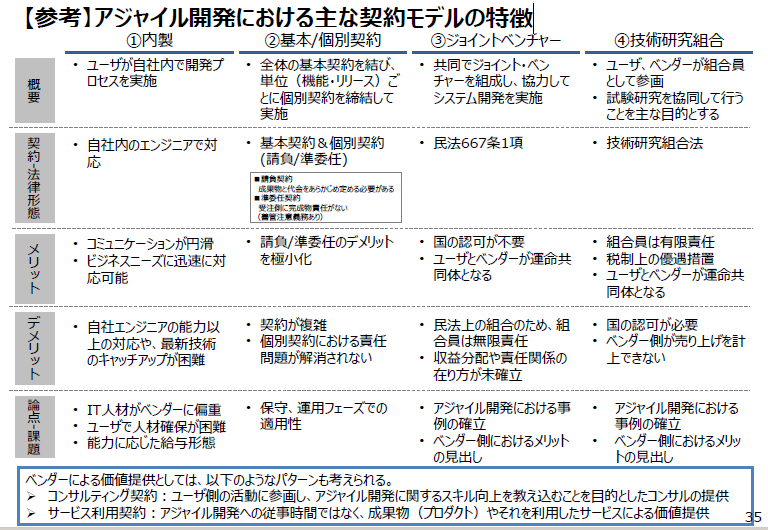 【参考】アジャイル開発における主な契約モデルの特徴
①内製
②基本/個別契約
③ジョイントベンチャー
④技術研究組合
概要
• ユーザが自社内で開発プ
ロセスを実施
• 全体の基本契約を結び、
単位（機能・リリース）ご
とに個別契約を締結して
実施
• 共同でジョイント・ベン
チャーを組成し、協力して
システム開発を実施
• ユーザ、ベンダーが組合員
として参画
• 試験研究を協同して行う
ことを主な目的とする
契約-法律形態
• 自社内のエンジニアで対
応
• 基本契約＆個別契約
(請負/準委任)
■請負契約
成果物と代金をあらかじめ定める必要がある
■準委任契約
受注側に完成物責任がない
（善管注意義務あり）
• 民法667条1項
• 技術研究組合法
メリット
• コミュニケーションが円滑
• ビジネスニーズに迅速に対
応可能
• 請負/準委任のデメリット
を極小化
• 国の認可が不要
• ユーザとベンダーが運命共
同体となる
• 組合員は有限責任
• 税制上の優遇措置
• ユーザとベンダーが運命共
同体となる
デメリット
• 自社エンジニアの能力以
上の対応や、最新技術
のキャッチアップが困難
• 契約が複雑
• 個別契約における責任
問題が解消されない
• 民法上の組合のため、組
合員は無限責任
• 収益分配や責任関係の
在り方が未確立
• 国の認可が必要
• ベンダー側が売り上げを計
上できない
論点-課題
• IT人材がベンダーに偏重
• ユーザで人材確保が困難
• 能力に応じた給与形態
• 保守、運用フェーズでの
適用性
• アジャイル開発における事
例の確立
• ベンダー側におけるメリット
の見出し
• アジャイル開発における
事例の確立
• ベンダー側におけるメリッ
トの見出し
ベンダーによる価値提供としては、以下のようなパターンも考えられる。
➢ コンサルティング契約：ユーザ側の活動に参画し、アジャイル開発に関するスキル向上を教え込むことを目的としたコンサルの提供
➢ サービス利用契約：アジャイル開発への従事時間ではなく、成果物（プロダクト）やそれを利用したサービスによる価値提供
35